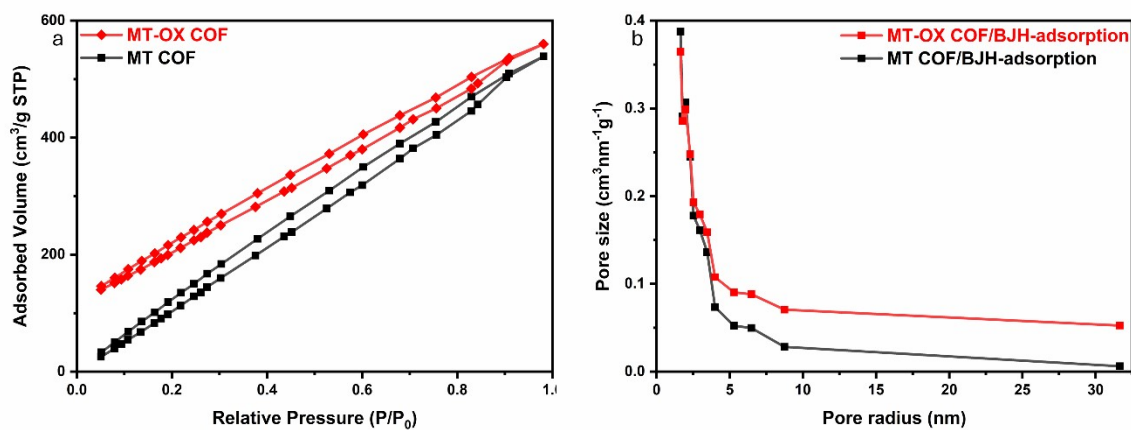 a
MT-OX COF
MT COF
600
400
200
0
Adsorbed Volume (cm³/g STP)
0.0 0.2 0.4 0.6 0.8 1.0
Relative Pressure (P/P₀)
b
MT-OX COF/BJH-adsorption
MT COF/BJH-adsorption
0.4
0.3
0.2
0.1
0.0
Pore size (cm³nm⁻¹g⁻¹)
0 5 10 15 20 25 30
Pore radius (nm)